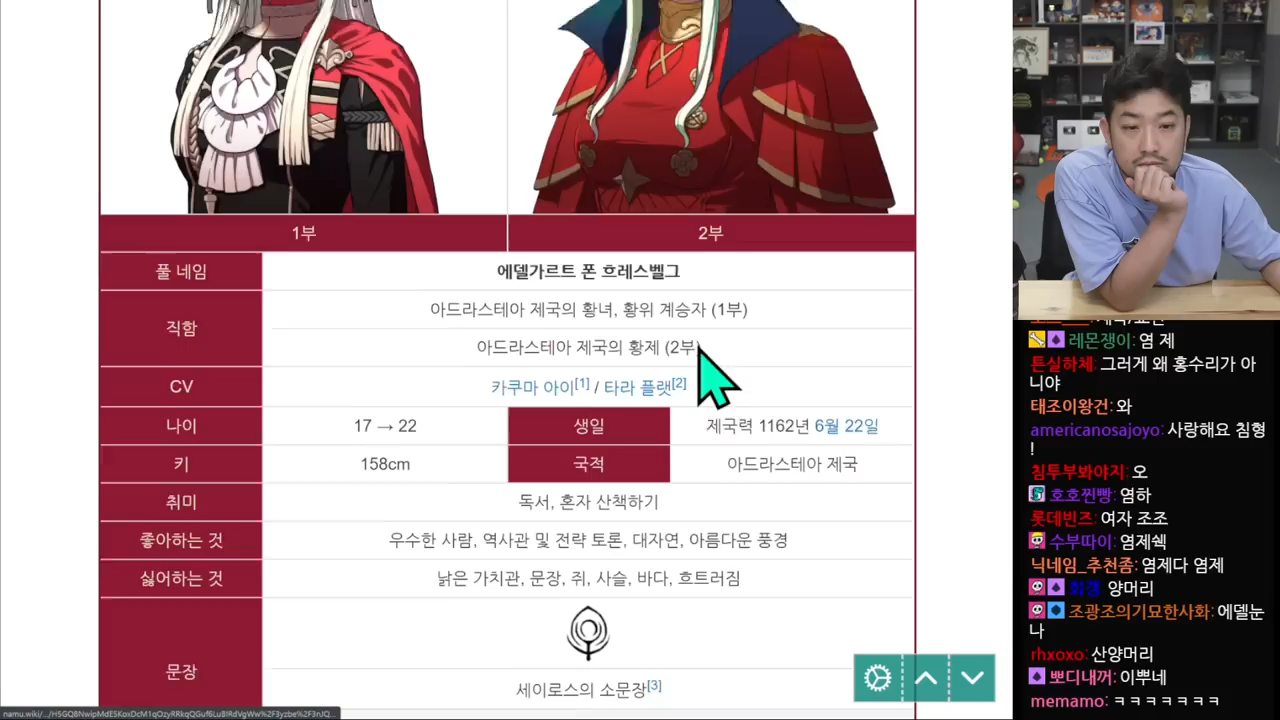 1부
2부
풀 네임
에델가르트 폰 흐레스벨그
직함
아드라스테아 제국의 황녀, 황위 계승자 (1부)
아드라스테아 제국의 황제 (2부
CV
카쿠마 아이[1] / 타라 플랫[2]
나이
17 → 22
생일
제국력 1162년 6월 22일
키
158cm
국적
아드라스테아 제국
취미
독서, 혼자 산책하기
좋아하는 것
우수한 사람, 역사관 및 전략 토론, 대자연, 아름다운 풍경
싫어하는 것
낡은 가치관, 문장, 쥐, 사슬, 바다, 흐트러짐
문장
세이로스의 소문장[3]
레몬쟁이: 염 제
튼실하체: 그러게 왜 홍수리가 아
니야
태조이왕건: 와
americanosajoyo: 사랑해요 침형
!
침투부봐야지: 오
호호찐빵: 염하
롯데빈즈: 여자 조조
수부따이: 염제쉑
닉네임_추천좀: 염제다 염제
양머리
조광조의기묘한사화: 에델눈
나
rhxoxo: 산양머리
뽀디내꺼: 이뿌네
memamo: ㅋㅋㅋㅋㅋㅋㅋ